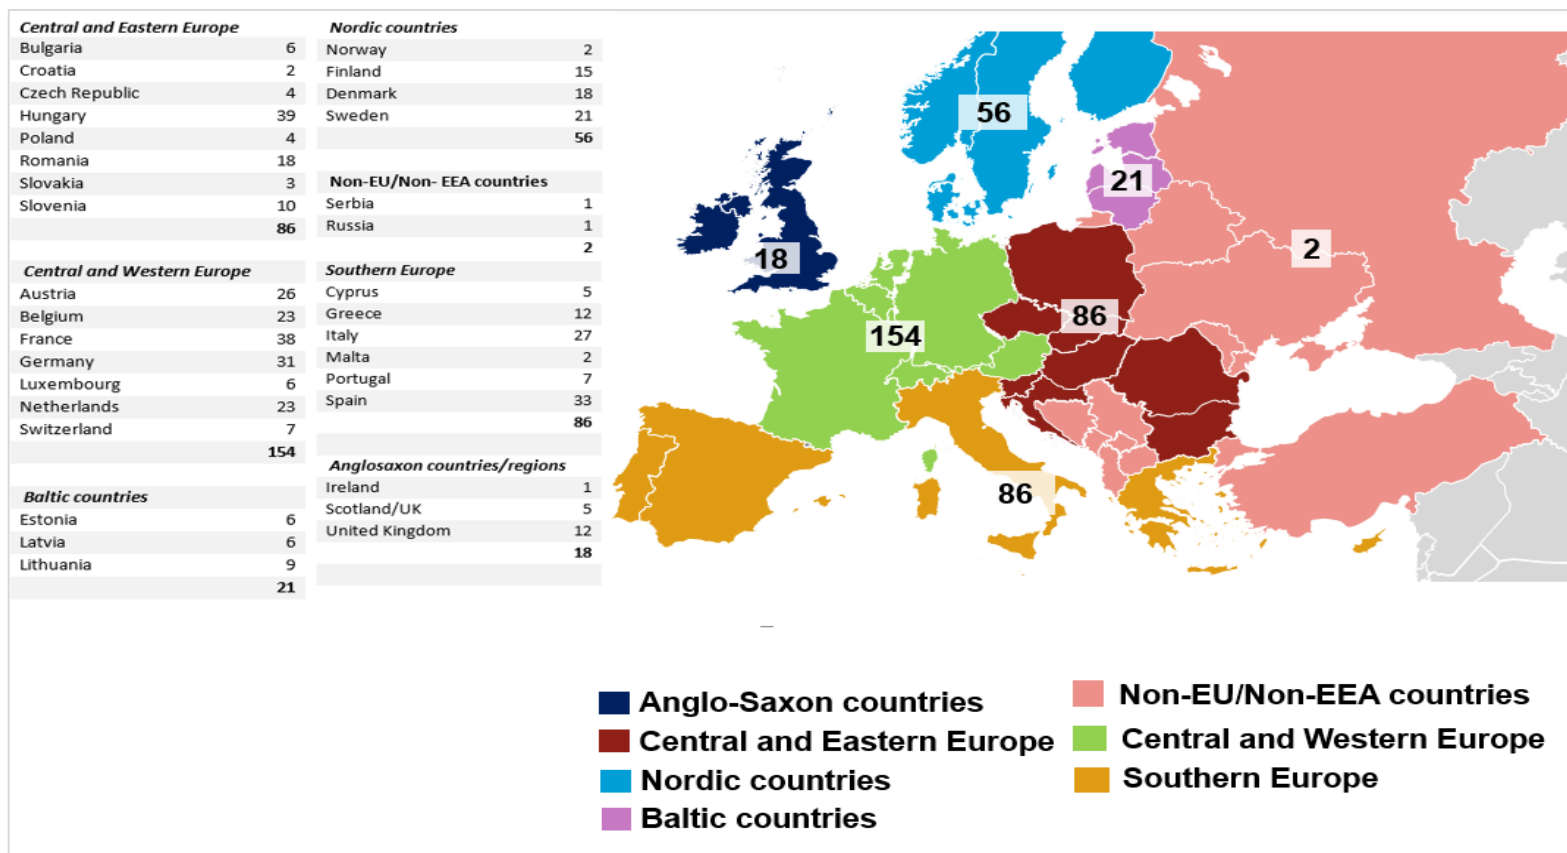 Central and Eastern Europe
Bulgaria 6
Croatia 2
Czech Republic 4
Hungary 39
Poland 4
Romania 18
Slovakia 3
Slovenia 10
86
Central and Western Europe
Austria 26
Belgium 23
France 38
Germany 31
Luxembourg 6
Netherlands 23
Switzerland 7
154
Baltic countries
Estonia 6
Latvia 6
Lithuania 9
21
Nordic countries
Norway 2
Finland 15
Denmark 18
Sweden 21
56
Non-EU/Non- EEA countries
Serbia 1
Russia 1
2
Southern Europe
Cyprus 5
Greece 12
Italy 27
Malta 2
Portugal 7
Spain 33
86
Anglosaxon countries/regions
Ireland 1
Scotland/UK 5
United Kingdom 12
18
56
21
18
2
86
154
86
Anglo-Saxon countries
Central and Eastern Europe
Nordic countries
Baltic countries
Non-EU/Non-EEA countries
Central and Western Europe
Southern Europe